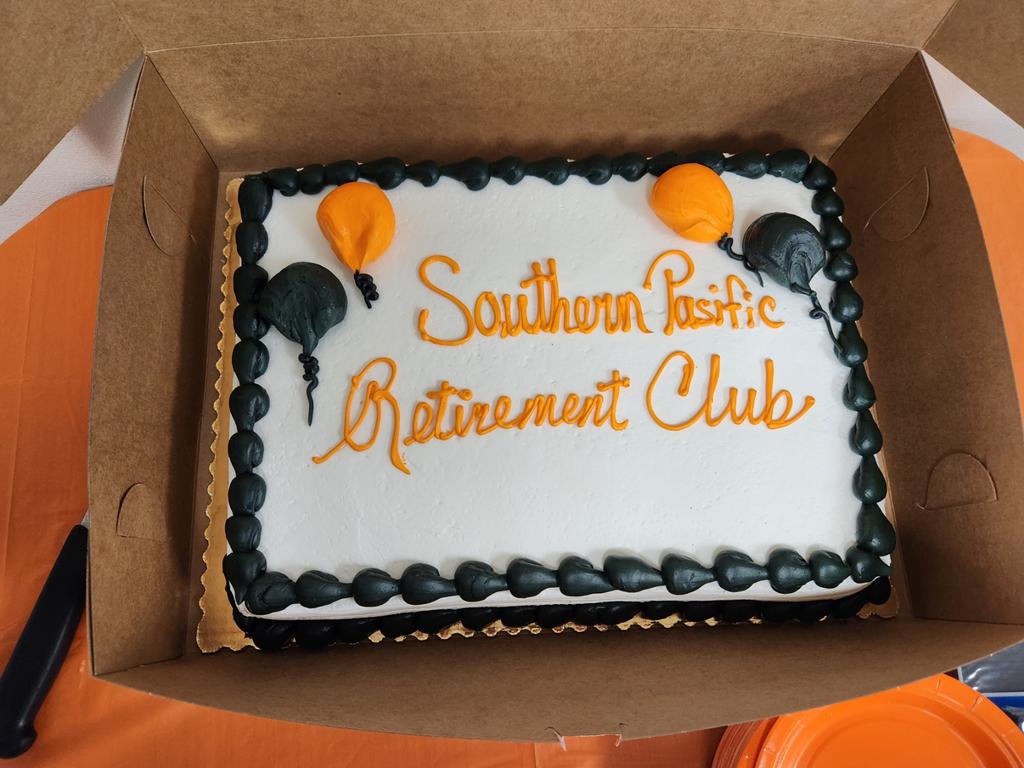 Southern Pasific
Retirement Club